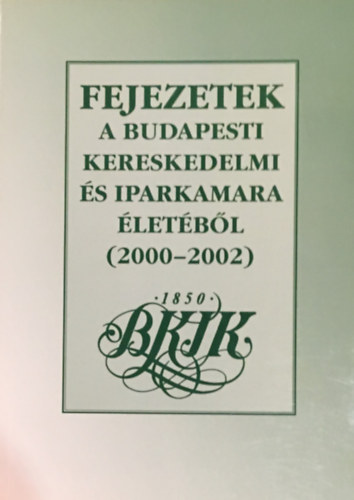 FEJEZETEK
A BUDAPESTI
KERESKEDELMI
ÉS IPARKAMARA
ÉLETÉBŐL
(2000–2002)
·1850·
BKIK